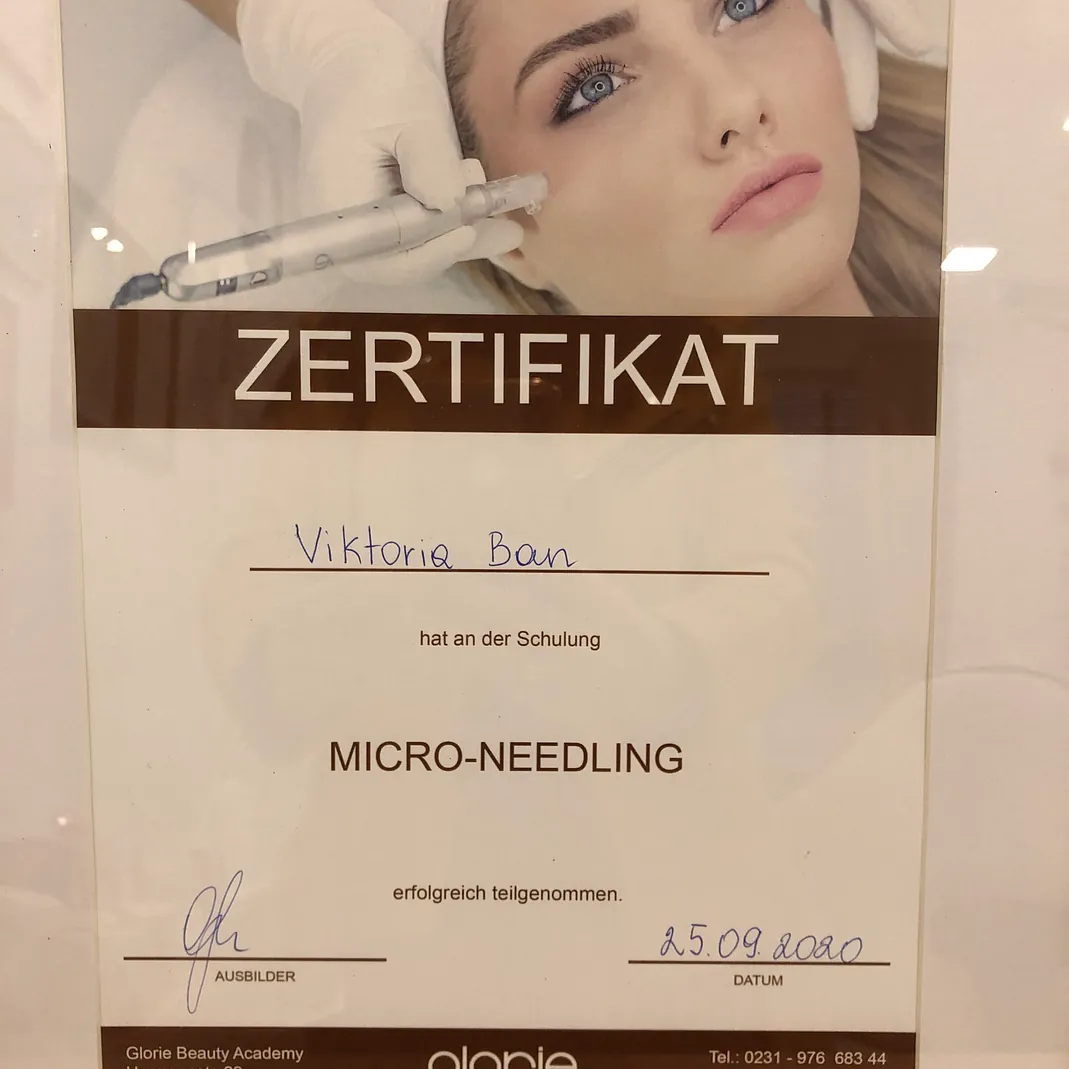 ZERTIFIKAT
Viktoria Ban
hat an der Schulung
MICRO-NEEDLING
erfolgreich teilgenommen.
25.09.2020
AUSBILDER
DATUM
Glorie Beauty Academy
glorie
Tel.: 0231 - 976 683 44